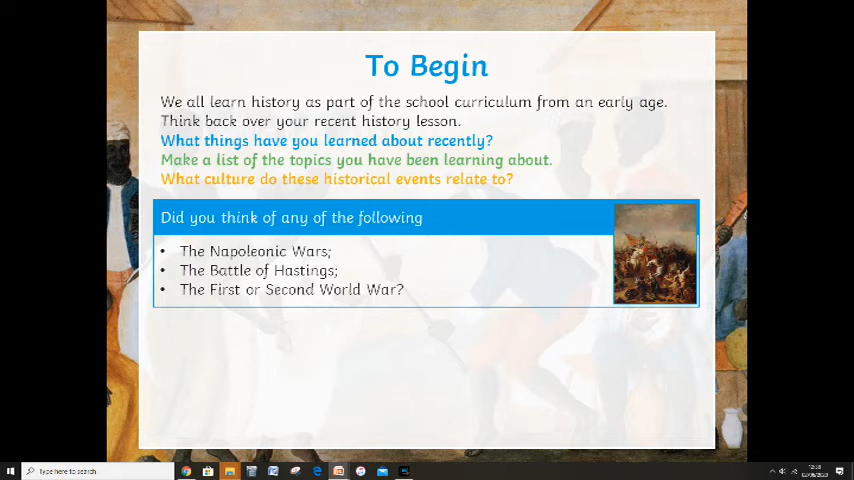 To Begin
We all learn history as part of the school curriculum from an early age.
Think back over your recent history lesson.
What things have you learned about recently?
Make a list of the topics you have been learning about.
What culture do these historical events relate to?
Did you think of any of the following
• The Napoleonic Wars;
• The Battle of Hastings;
• The First or Second World War?
Type here to search